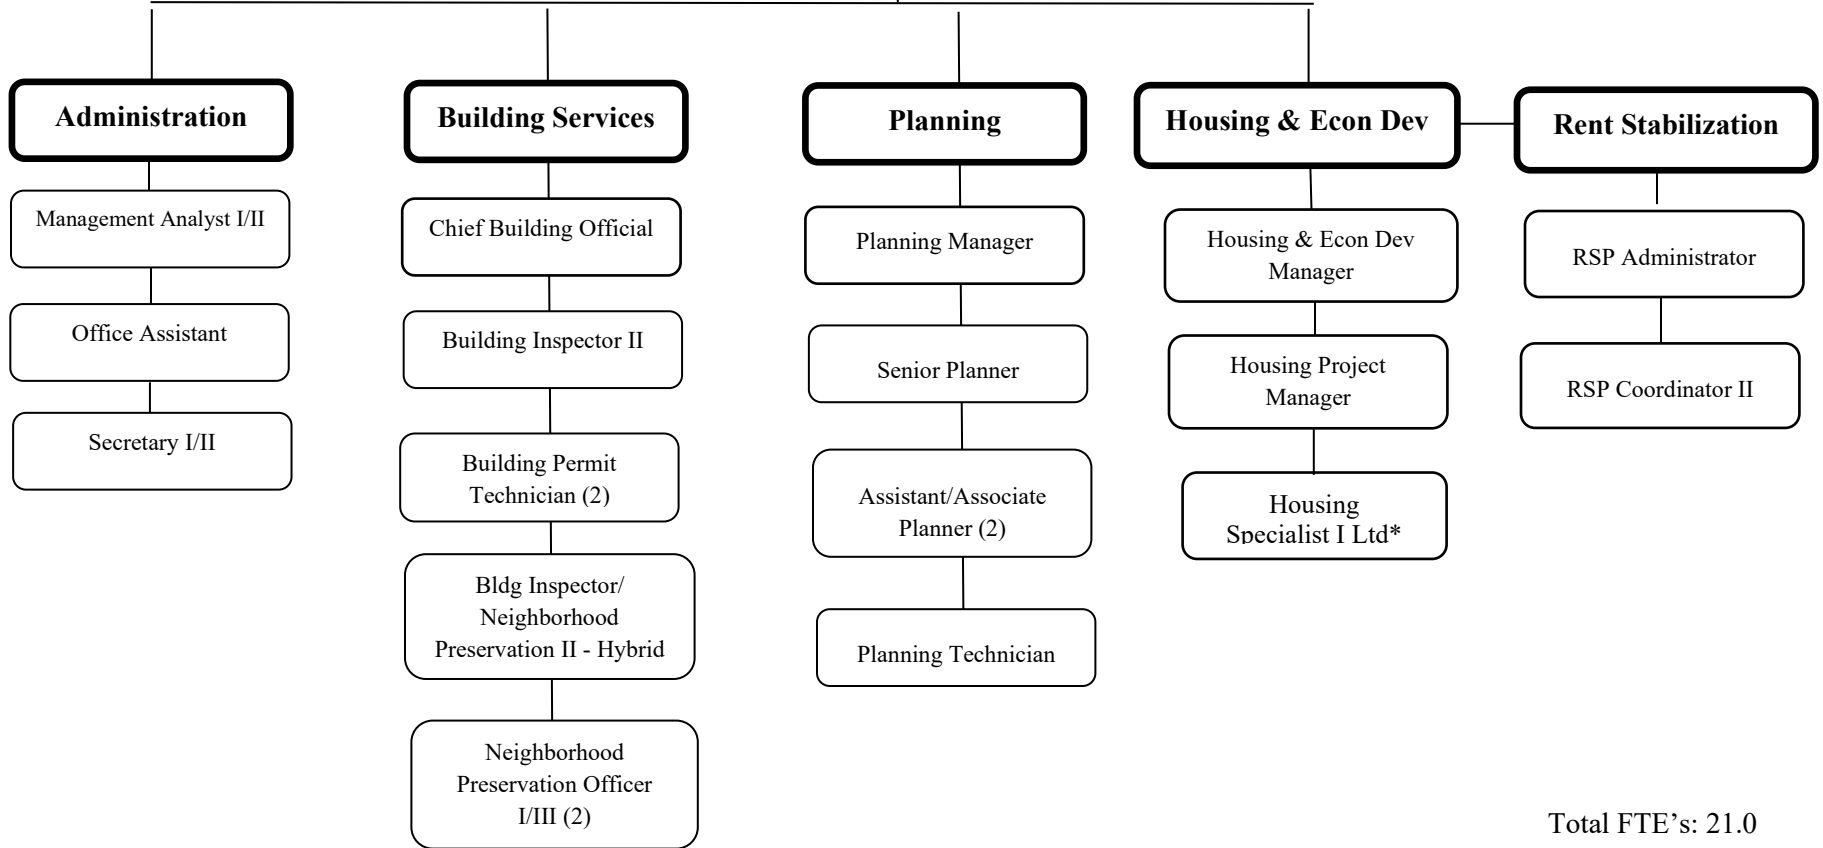 Administration
Management Analyst I/II
Office Assistant
Secretary I/II
Building Services
Chief Building Official
Building Inspector II
Building Permit
Technician (2)
Bldg Inspector/
Neighborhood
Preservation II - Hybrid
Neighborhood
Preservation Officer
I/III (2)
Planning
Planning Manager
Senior Planner
Assistant/Associate
Planner (2)
Planning Technician
Housing & Econ Dev
Housing & Econ Dev
Manager
Housing Project
Manager
Housing
Specialist I Ltd*
Rent Stabilization
RSP Administrator
RSP Coordinator II
Total FTE’s: 21.0